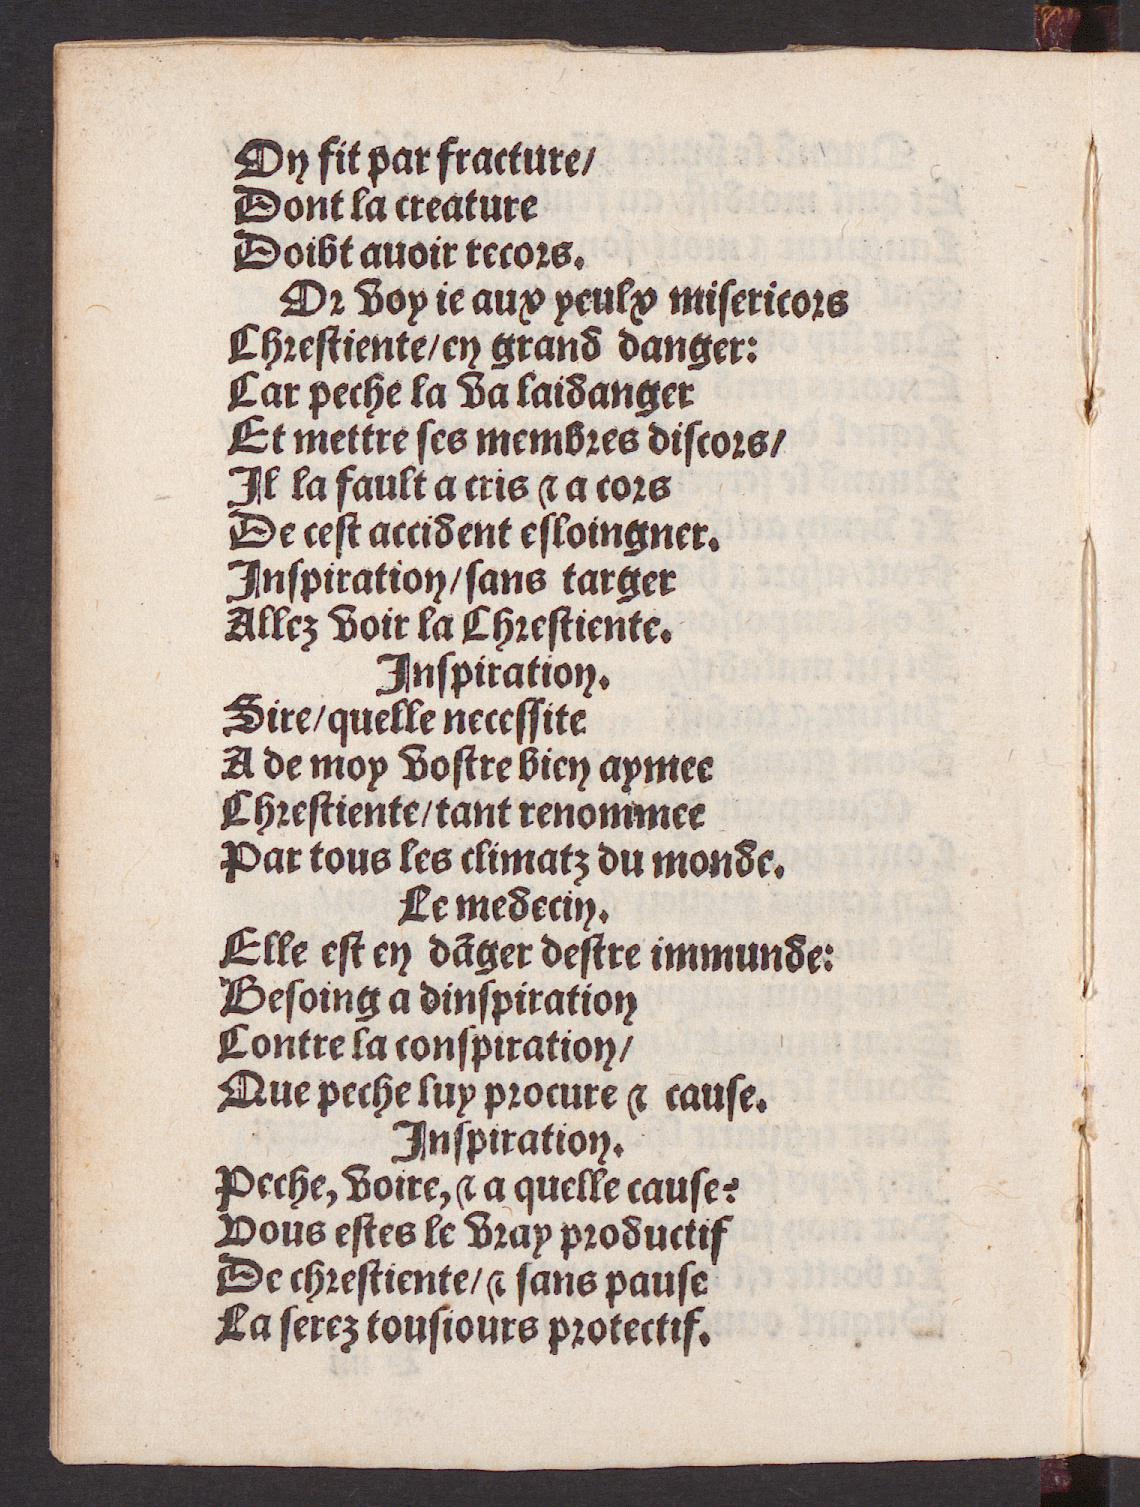 On fit par fracture/
Dont la creature
Doibt auoir recors.
Or voy ie aux yeulx misericors
Chrestiente/en grand danger:
Car peche la va laidanger
Et mettre ses membres discors/
Il la fault a cris ⁊ a cors
De cest accident esloingner.
Inspiration/sans targer
Allez voir la Chrestiente.
Inspiration.
Sire/quelle necessite
A de moy vostre bien aymee
Chrestiente/tant renommee
Par tous les climatz du monde.
Le medecin.
Elle est en dãger destre immunde:
Besoing a dinspiration
Contre la conspiration/
Que peche luy procure ⁊ cause.
Inspiration.
Peche, voire, ⁊ a quelle cause?
Vous estes le vray productif
De chrestiente/⁊ sans pause
La serez tousiours protectif.